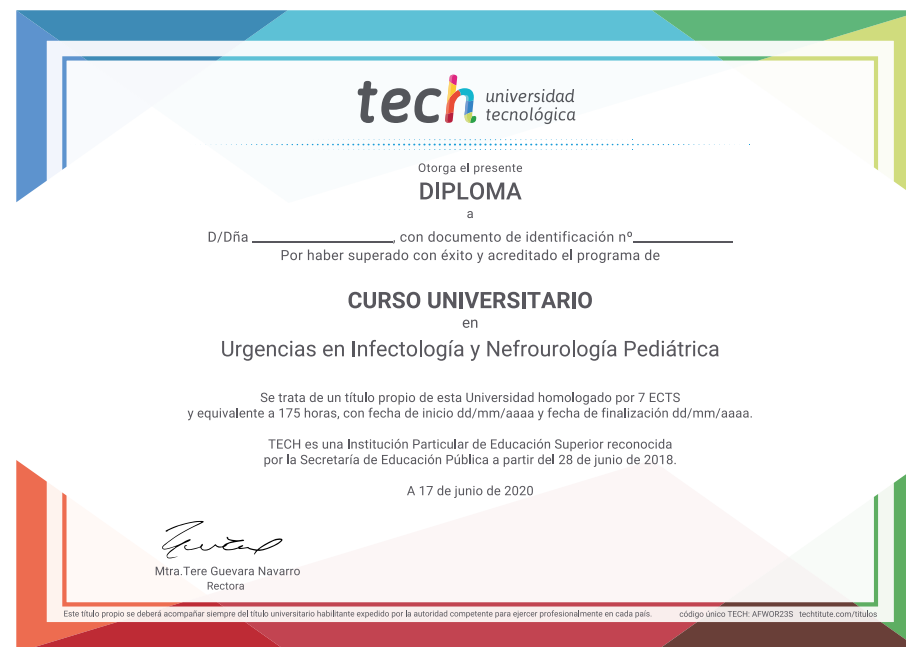 tech universidad
tecnológica
Otorga el presente
DIPLOMA
a
D/Dña ____________________, con documento de identificación nº______________
Por haber superado con éxito y acreditado el programa de
CURSO UNIVERSITARIO
en
Urgencias en Infectología y Nefrourología Pediátrica
Se trata de un título propio de esta Universidad homologado por 7 ECTS
y equivalente a 175 horas, con fecha de inicio dd/mm/aaaa y fecha de finalización dd/mm/aaaa.
TECH es una Institución Particular de Educación Superior reconocida
por la Secretaría de Educación Pública a partir del 28 de junio de 2018.
A 17 de junio de 2020
Mtra.Tere Guevara Navarro
Rectora
Este título propio se deberá acompañar siempre del título universitario habilitante expedido por la autoridad competente para ejercer profesionalmente en cada país. código único TECH: AFWOR23S techtitute.com/titulos